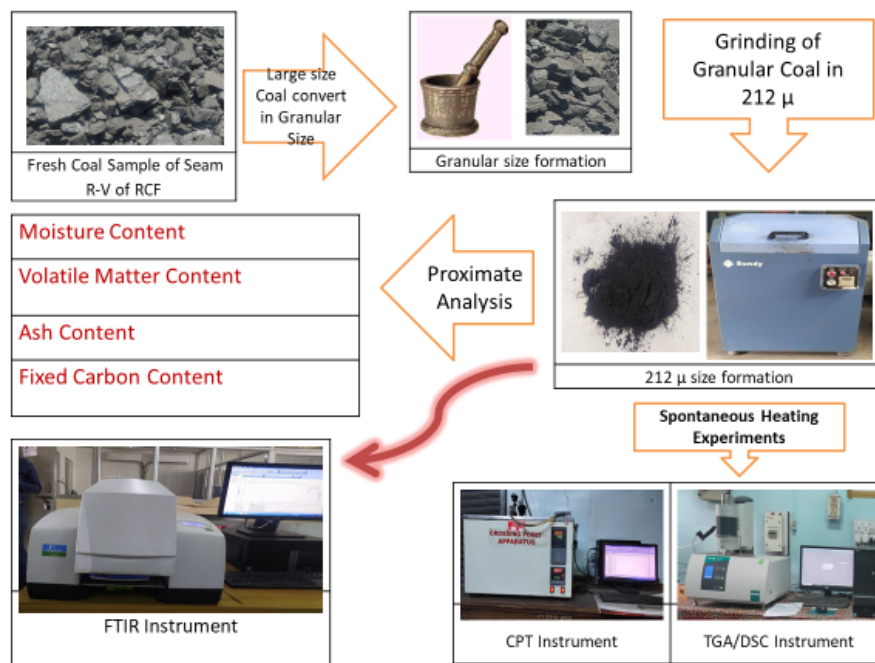 Fresh Coal Sample of Seam
R-V of RCF
Large size
Coal convert
in Granular
Size
Granular size formation
Grinding of
Granular Coal in
212 μ
Moisture Content
Volatile Matter Content
Ash Content
Fixed Carbon Content
Proximate
Analysis
Sundy
212 μ size formation
Spontaneous Heating
Experiments
FTIR Instrument
CROSSING POINT
APPARATUS
CPT Instrument
TGA/DSC Instrument